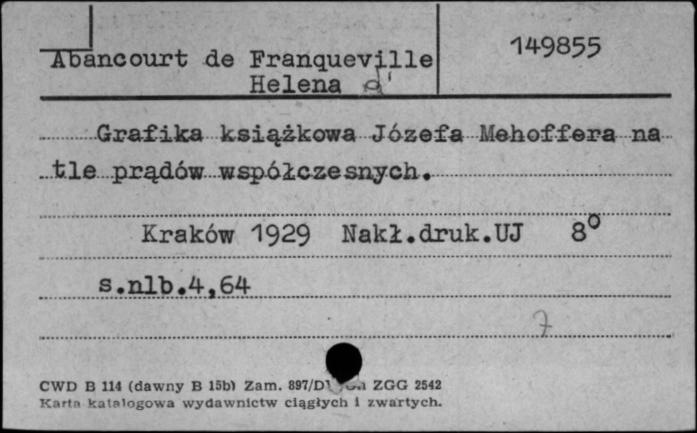 Abancourt de Franqueville
149855
Helena d'
Grafika książkowa Józefa Mehoffera na
tle prądów współczesnych.
Kraków 1929 Nakł.druk.UJ 8°
s.nlb.4,64
7
CWD B 114 (dawny B 15b) Zam. 897/ ZGG 2542
Karta katalogowa wydawnictw ciągłych i zwartych.